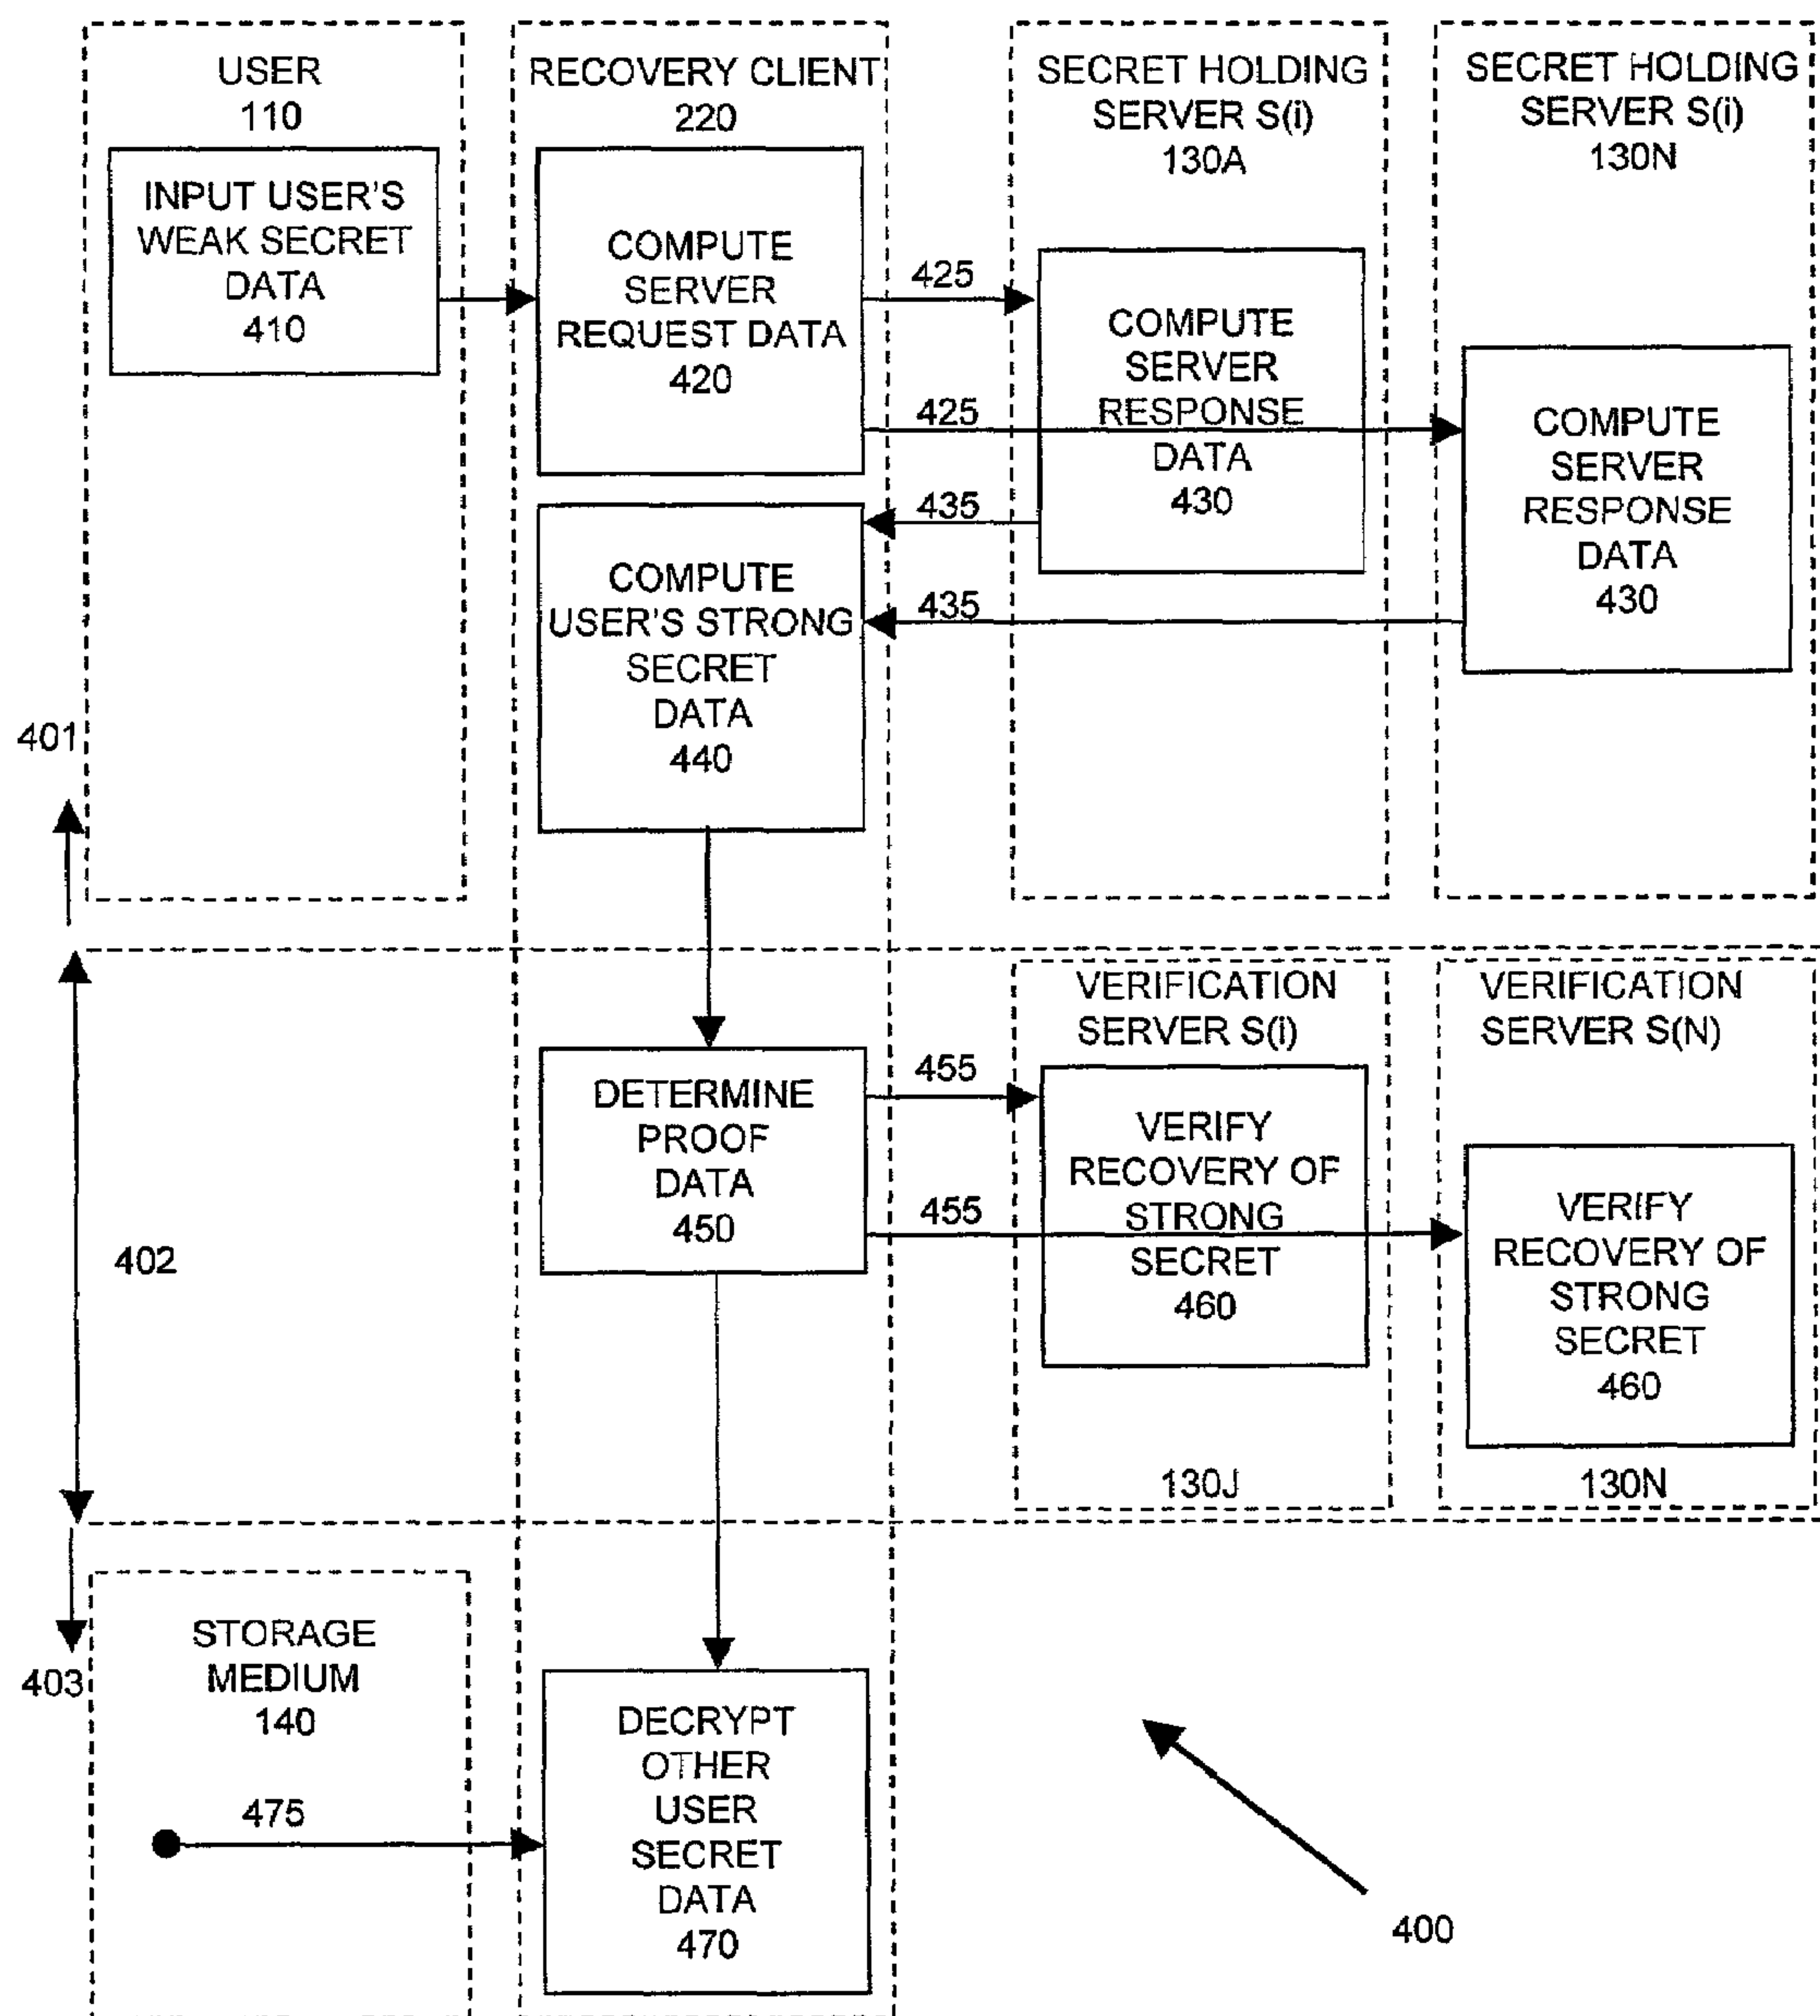 USER
110
INPUT USER'S
WEAK SECRET
DATA
410
RECOVERY CLIENT
220
COMPUTE
SERVER
REQUEST DATA
420
425
425
SECRET HOLDING
SERVER S(i)
130A
COMPUTE
SERVER
RESPONSE
DATA
430
SECRET HOLDING
SERVER S(i)
130N
COMPUTE
SERVER
RESPONSE
DATA
430
435
435
COMPUTE
USER'S STRONG
SECRET
DATA
440
401
402
DETERMINE
PROOF
DATA
450
455
455
VERIFICATION
SERVER S(i)
VERIFY
RECOVERY OF
STRONG
SECRET
460
130J
VERIFICATION
SERVER S(N)
VERIFY
RECOVERY OF
STRONG
SECRET
460
130N
403
STORAGE
MEDIUM
140
475
DECRYPT
OTHER
USER
SECRET
DATA
470
400